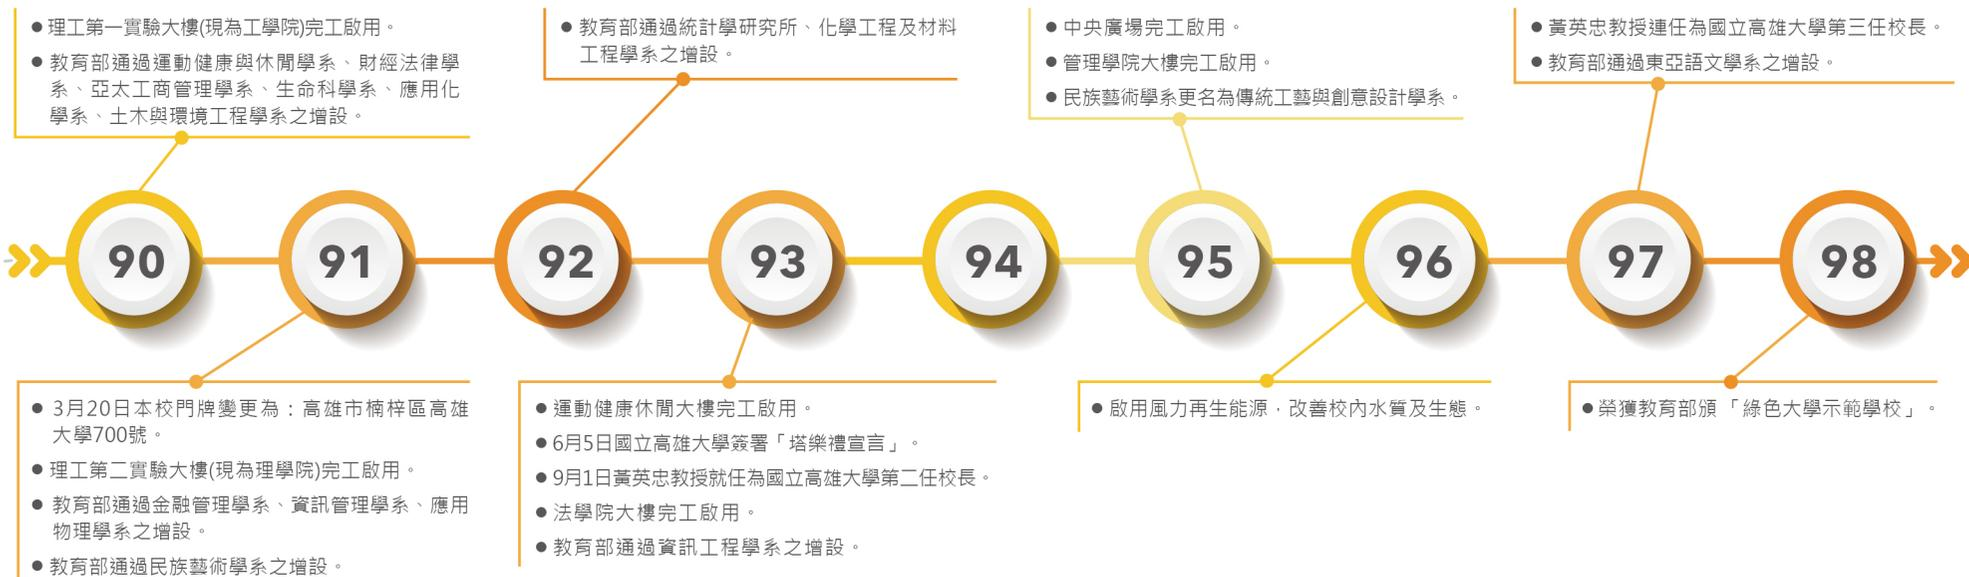 ● 理工第一實驗大樓(現為工學院)完工啟用。
● 教育部通過運動健康與休閒學系、財經法律學
系、亞太工商管理學系、生命科學系、應用化
學系、土木與環境工程學系之增設。
● 教育部通過統計學研究所、化學工程及材料
工程學系之增設。
● 中央廣場完工啟用。
● 管理學院大樓完工啟用。
● 民族藝術學系更名為傳統工藝與創意設計學系。
● 黃英忠教授連任為國立高雄大學第三任校長。
● 教育部通過東亞語文學系之增設。
90
91
92
93
94
95
96
97
98
● 3月20日本校門牌變更為：高雄市楠梓區高雄
大學700號。
● 理工第二實驗大樓(現為理學院)完工啟用。
● 教育部通過金融管理學系、資訊管理學系、應用
物理學系之增設。
● 教育部通過民族藝術學系之增設。
● 運動健康休閒大樓完工啟用。
● 6月5日國立高雄大學簽署「塔樂禮宣言」。
● 9月1日黃英忠教授就任為國立高雄大學第二任校長。
● 法學院大樓完工啟用。
● 教育部通過資訊工程學系之增設。
● 啟用風力再生能源，改善校內水質及生態。
● 榮獲教育部頒「綠色大學示範學校」。